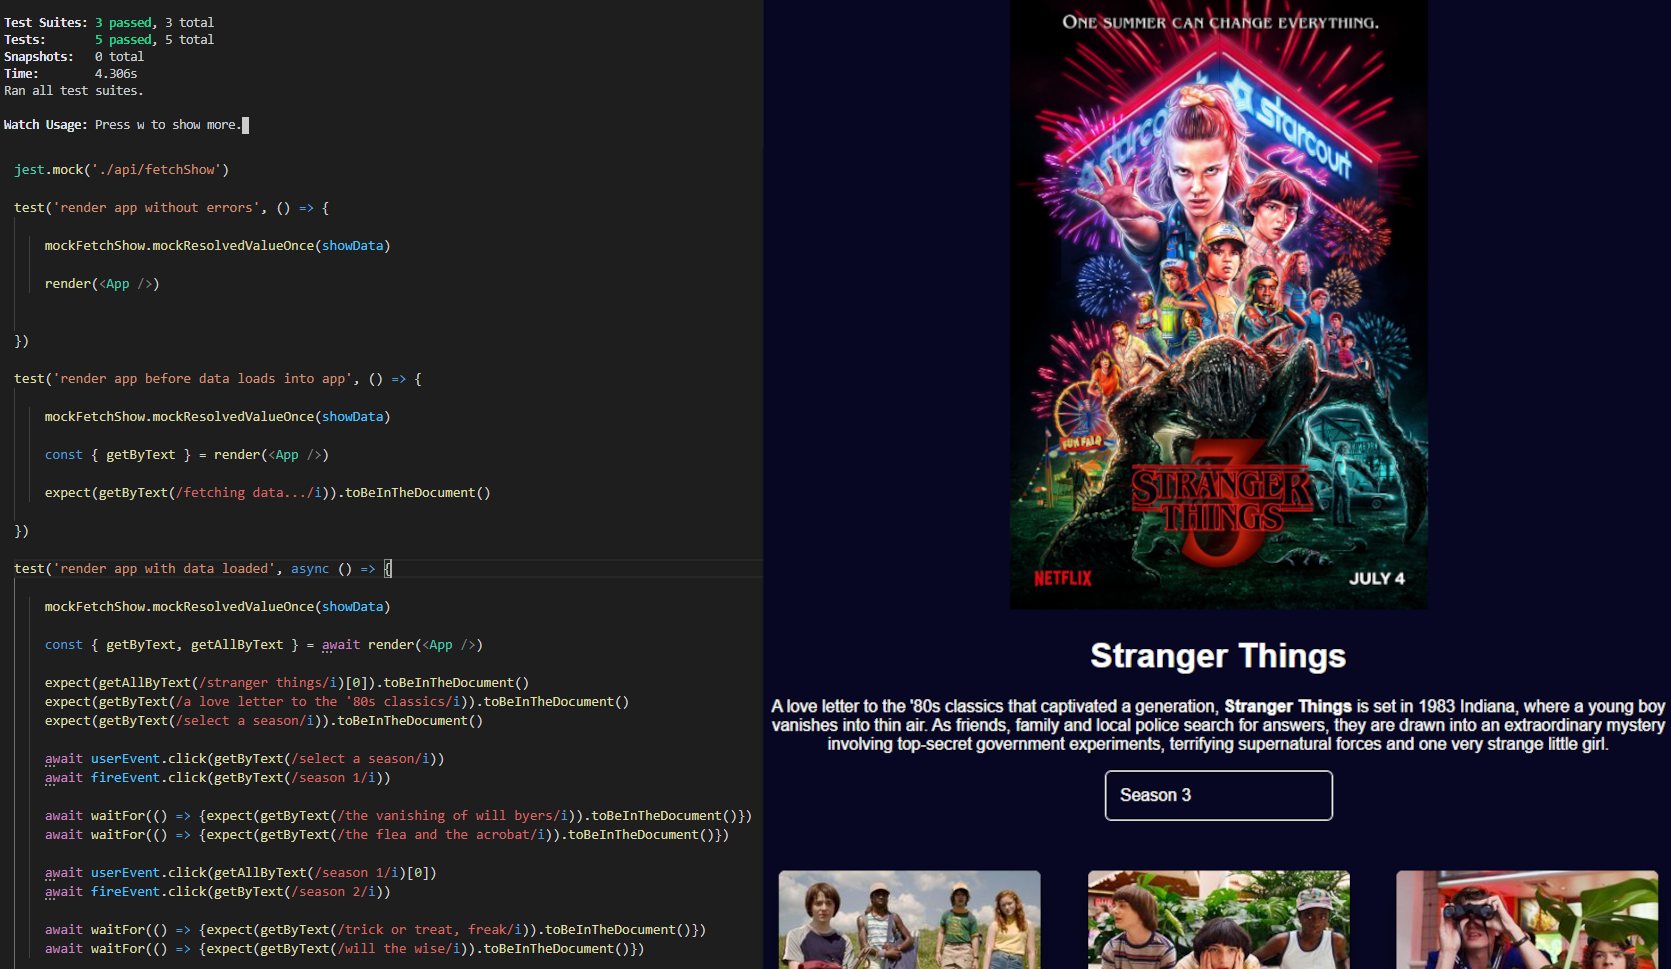 Test Suites: 3 passed, 3 total
Tests:       5 passed, 5 total
Snapshots:   0 total
Time:        4.306s
Ran all test suites.
Watch Usage: Press w to show more.
jest.mock('./api/fetchShow')
test('render app without errors', () => {
    mockFetchShow.mockResolvedValueOnce(showData)
    render(<App />)
})
test('render app before data loads into app', () => {
    mockFetchShow.mockResolvedValueOnce(showData)
    const { getByText } = render(<App />)
    expect(getByText(/fetching data.../i)).toBeInTheDocument()
})
test('render app with data loaded', async () => {
    mockFetchShow.mockResolvedValueOnce(showData)
    const { getByText, getAllByText } = await render(<App />)
    expect(getAllByText(/stranger things/i)[0]).toBeInTheDocument()
    expect(getByText(/a love letter to the '80s classics/i)).toBeInTheDocument()
    expect(getByText(/select a season/i)).toBeInTheDocument()
    await userEvent.click(getByText(/select a season/i))
    await fireEvent.click(getByText(/season 1/i))
    await waitFor(() => {expect(getByText(/the vanishing of will byers/i)).toBeInTheDocument()})
    await waitFor(() => {expect(getByText(/the flea and the acrobat/i)).toBeInTheDocument()})
    await userEvent.click(getAllByText(/season 1/i)[0])
    await fireEvent.click(getByText(/season 2/i))
    await waitFor(() => {expect(getByText(/trick or treat, freak/i)).toBeInTheDocument()})
    await waitFor(() => {expect(getByText(/will the wise/i)).toBeInTheDocument()})
ONE SUMMER CAN CHANGE EVERYTHING.
starcourt
starcourt
FUN FAIR
3
STRANGER
THINGS
NETFLIX
JULY 4
Stranger Things
A love letter to the '80s classics that captivated a generation, Stranger Things is set in 1983 Indiana, where a young boy
vanishes into thin air. As friends, family and local police search for answers, they are drawn into an extraordinary mystery
involving top-secret government experiments, terrifying supernatural forces and one very strange little girl.
Season 3